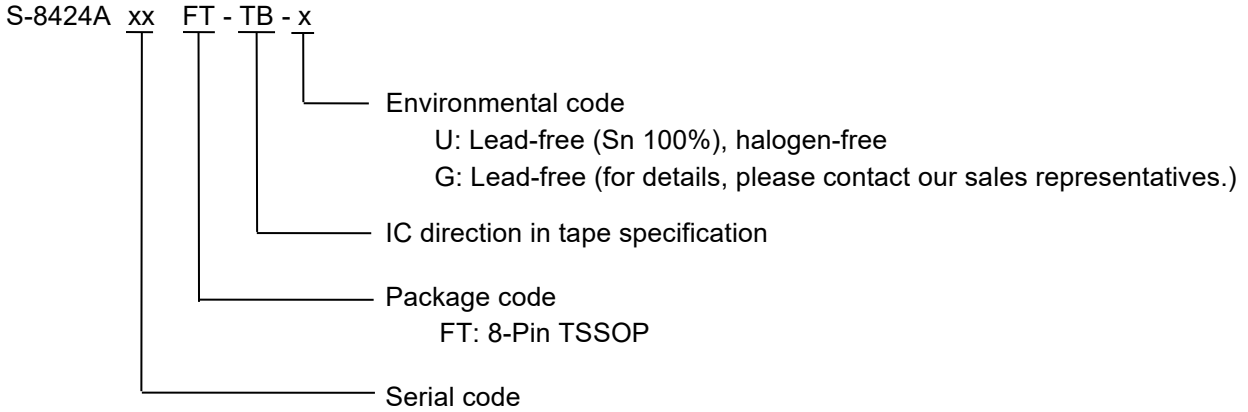 S-8424A xx FT - TB - x
Environmental code
U: Lead-free (Sn 100%), halogen-free
G: Lead-free (for details, please contact our sales representatives.)
IC direction in tape specification
Package code
FT: 8-Pin TSSOP
Serial code